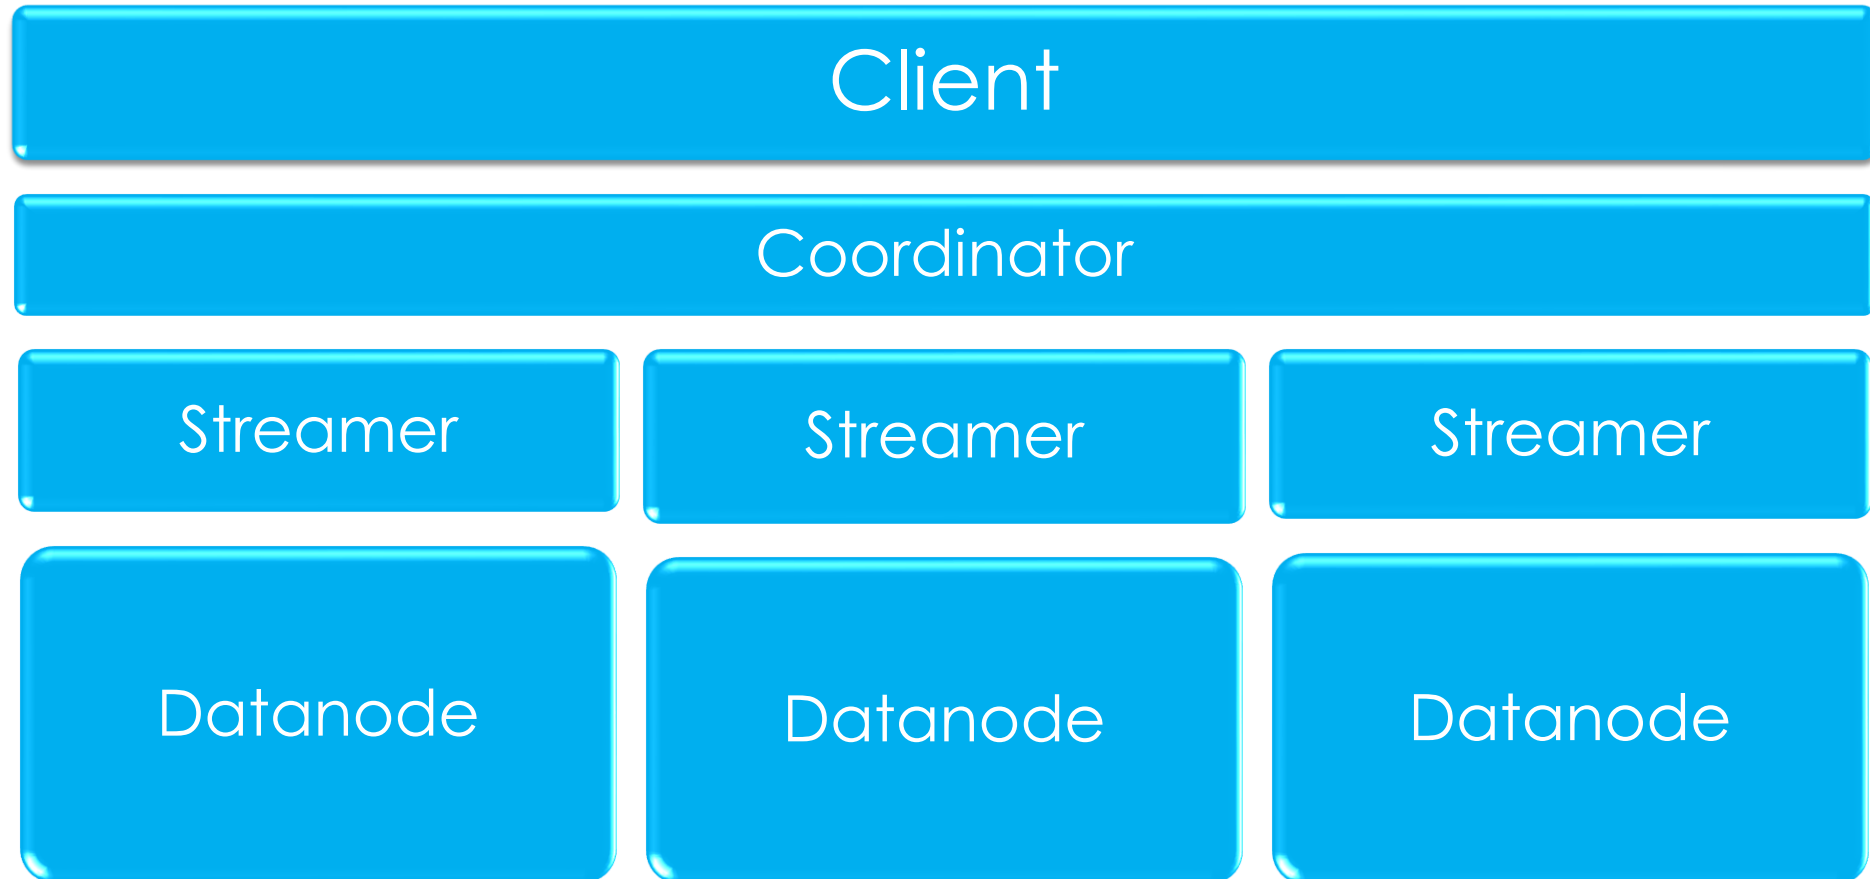 Client
Coordinator
Streamer
Streamer
Streamer
Datanode
Datanode
Datanode